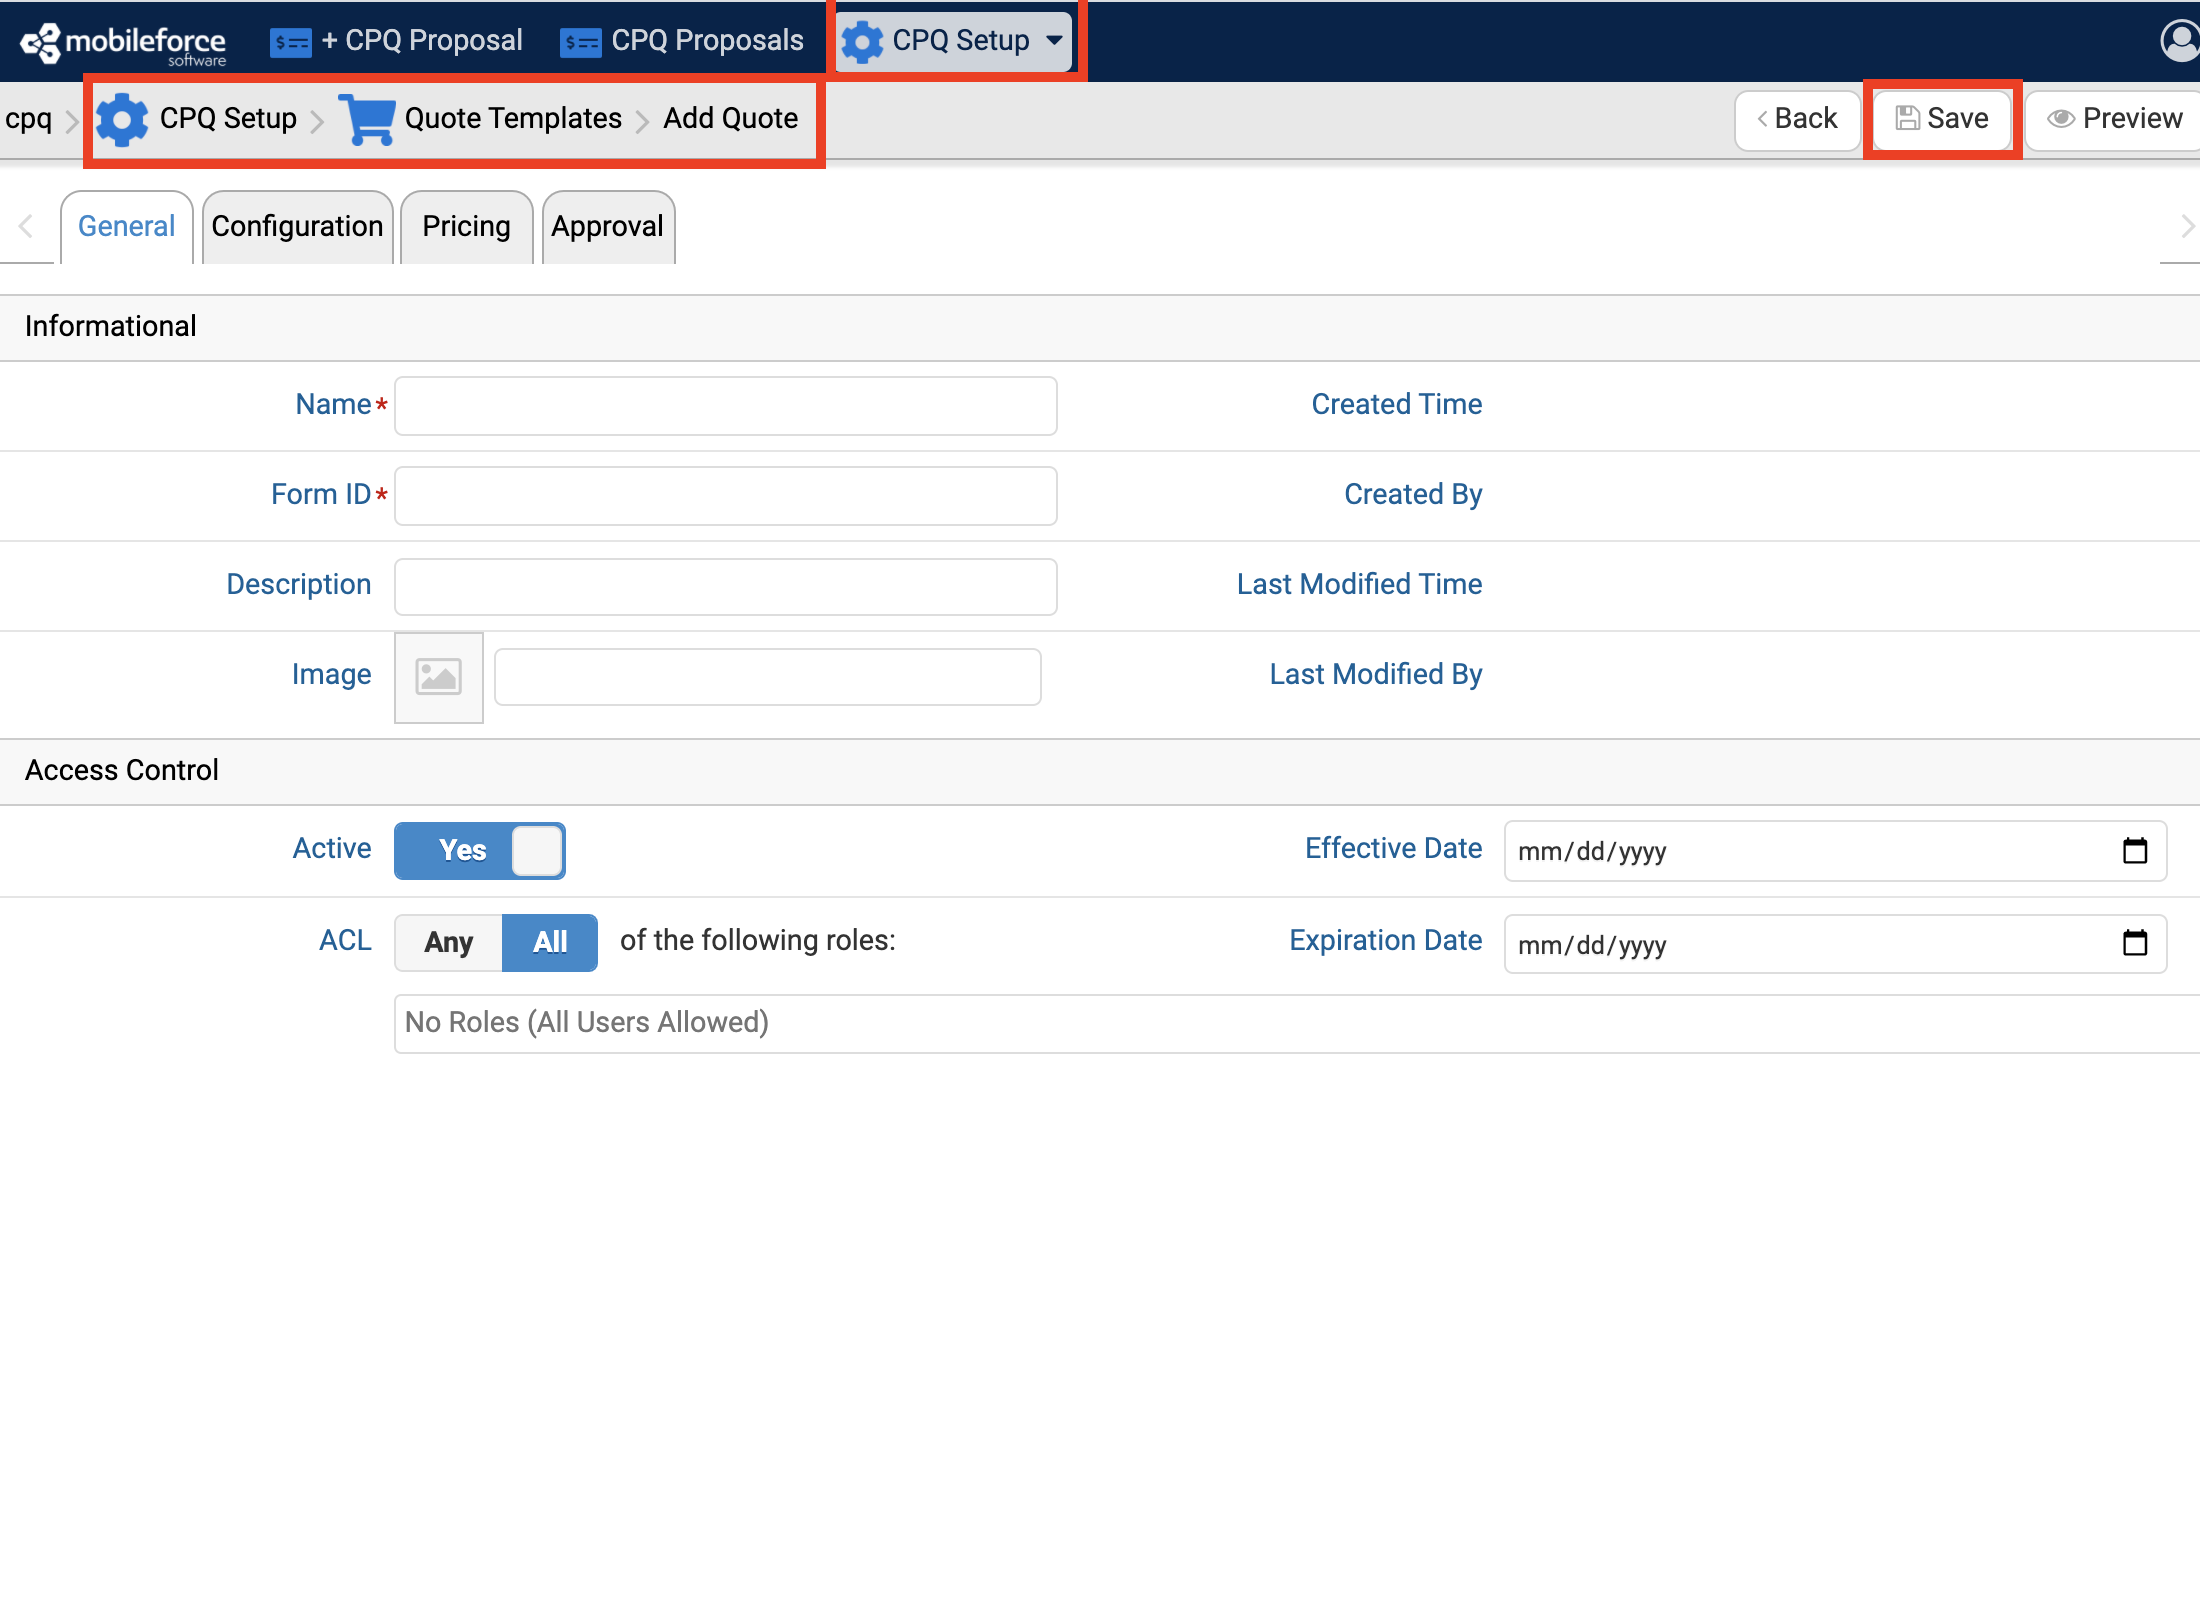 mobileforce
software
+ CPQ Proposal
CPQ Proposals
CPQ Setup
cpq
CPQ Setup
Quote Templates
Add Quote
Back
Save
Preview
General
Configuration
Pricing
Approval
Informational
Name*
Created Time
Form ID*
Created By
Description
Last Modified Time
Image
Last Modified By
Access Control
Active
Yes
Effective Date
mm/dd/yyyy
ACL
Any
All
of the following roles:
Expiration Date
mm/dd/yyyy
No Roles (All Users Allowed)